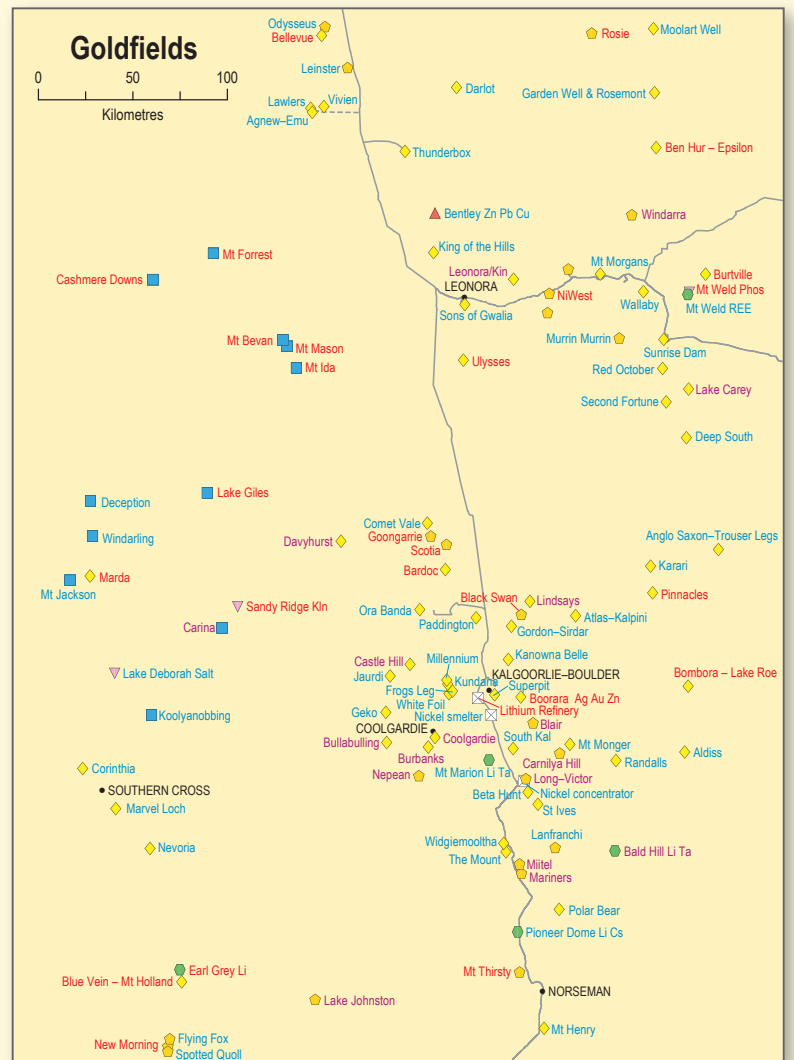 Odysseus
Bellevue
Rosie
Moolart Well
Goldfields
0 50 100
Kilometres
Leinster
Darlot
Garden Well & Rosemont
Lawlers
Vivien
Agnew–Emu
Thunderbox
Ben Hur – Epsilon
Bentley Zn Pb Cu
Windarra
King of the Hills
Mt Forrest
Cashmere Downs
Leonora/Kin
LEONORA
Mt Morgans
Burtville
NiWest
Mt Weld Phos
Wallaby
Mt Weld REE
Sons of Gwalia
Murrin Murrin
Sunrise Dam
Mt Bevan
Mt Mason
Mt Ida
Ulysses
Red October
Lake Carey
Second Fortune
Deep South
Lake Giles
Deception
Windarling
Davyhurst
Comet Vale
Goongarrie
Scotia
Anglo Saxon–Trouser Legs
Bardoc
Karari
Marda
Mt Jackson
Pinnacles
Black Swan
Lindsays
Sandy Ridge Kln
Ora Banda
Paddington
Atlas–Kalpini
Gordon–Sirdar
Carina
Castle Hill
Millennium
Kanowna Belle
Lake Deborah Salt
Jaurdi
KALGOORLIE–BOULDER
Bombora – Lake Roe
Kundana
Superpit
Frogs Leg
White Foil
Boorara Ag Au Zn
Lithium Refinery
Geko
Nickel smelter
Koolyanobbing
Blair
COOLGARDIE
Coolgardie
South Kal
Bullabulling
Mt Monger
Burbanks
Randalls
Aldiss
Carnilya Hill
Nepean
Mt Marion Li Ta
Long–Victor
Corinthia
Beta Hunt
Nickel concentrator
SOUTHERN CROSS
St Ives
Marvel Loch
Widgiemooltha
Lanfranchi
Nevoria
The Mount
Bald Hill Li Ta
Miitel
Mariners
Polar Bear
Pioneer Dome Li Cs
Earl Grey Li
Mt Thirsty
Blue Vein – Mt Holland
NORSEMAN
Lake Johnston
Mt Henry
Flying Fox
New Morning
Spotted Quoll